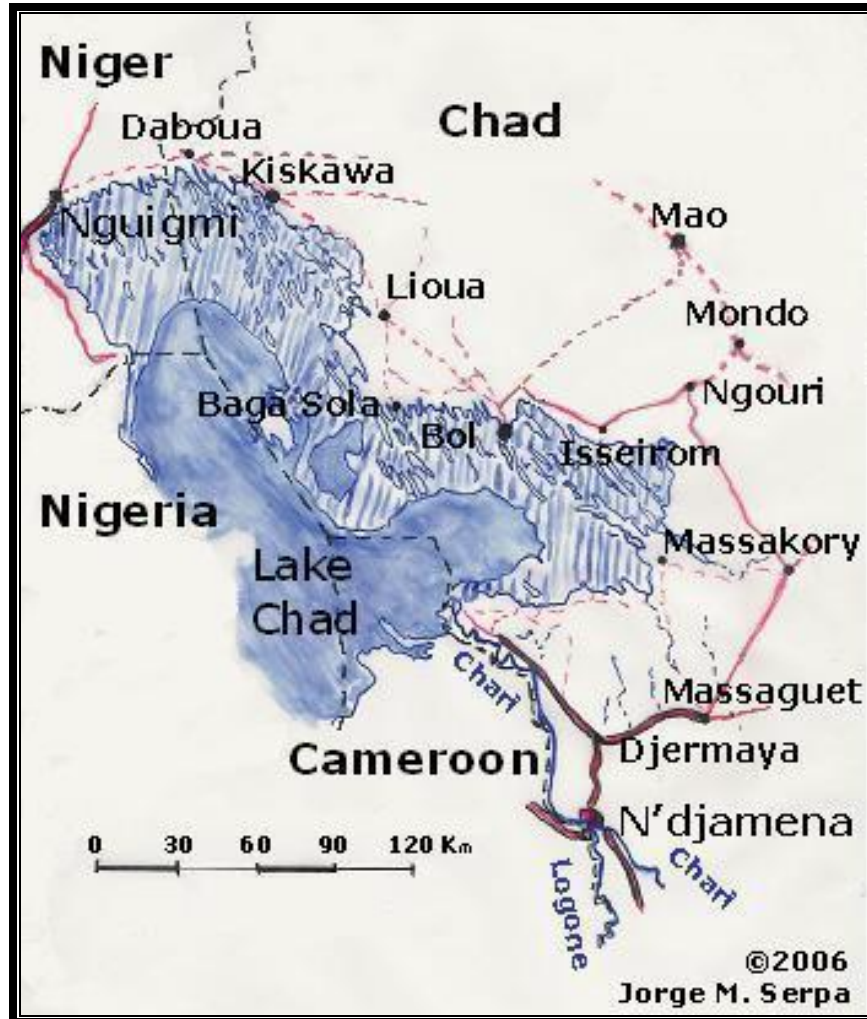 Niger
Daboua
Chad
Kiskawa
Nguigmi
Mao
Lioua
Mondo
Ngouri
Baga Sola
Bol
Isseirom
Nigeria
Massakory
Lake
Chad
Chari
Massaguet
Cameroon
Djermaya
N'djamena
0 30 60 90 120 Km
Logone
Chari
©2006
Jorge M. Serpa